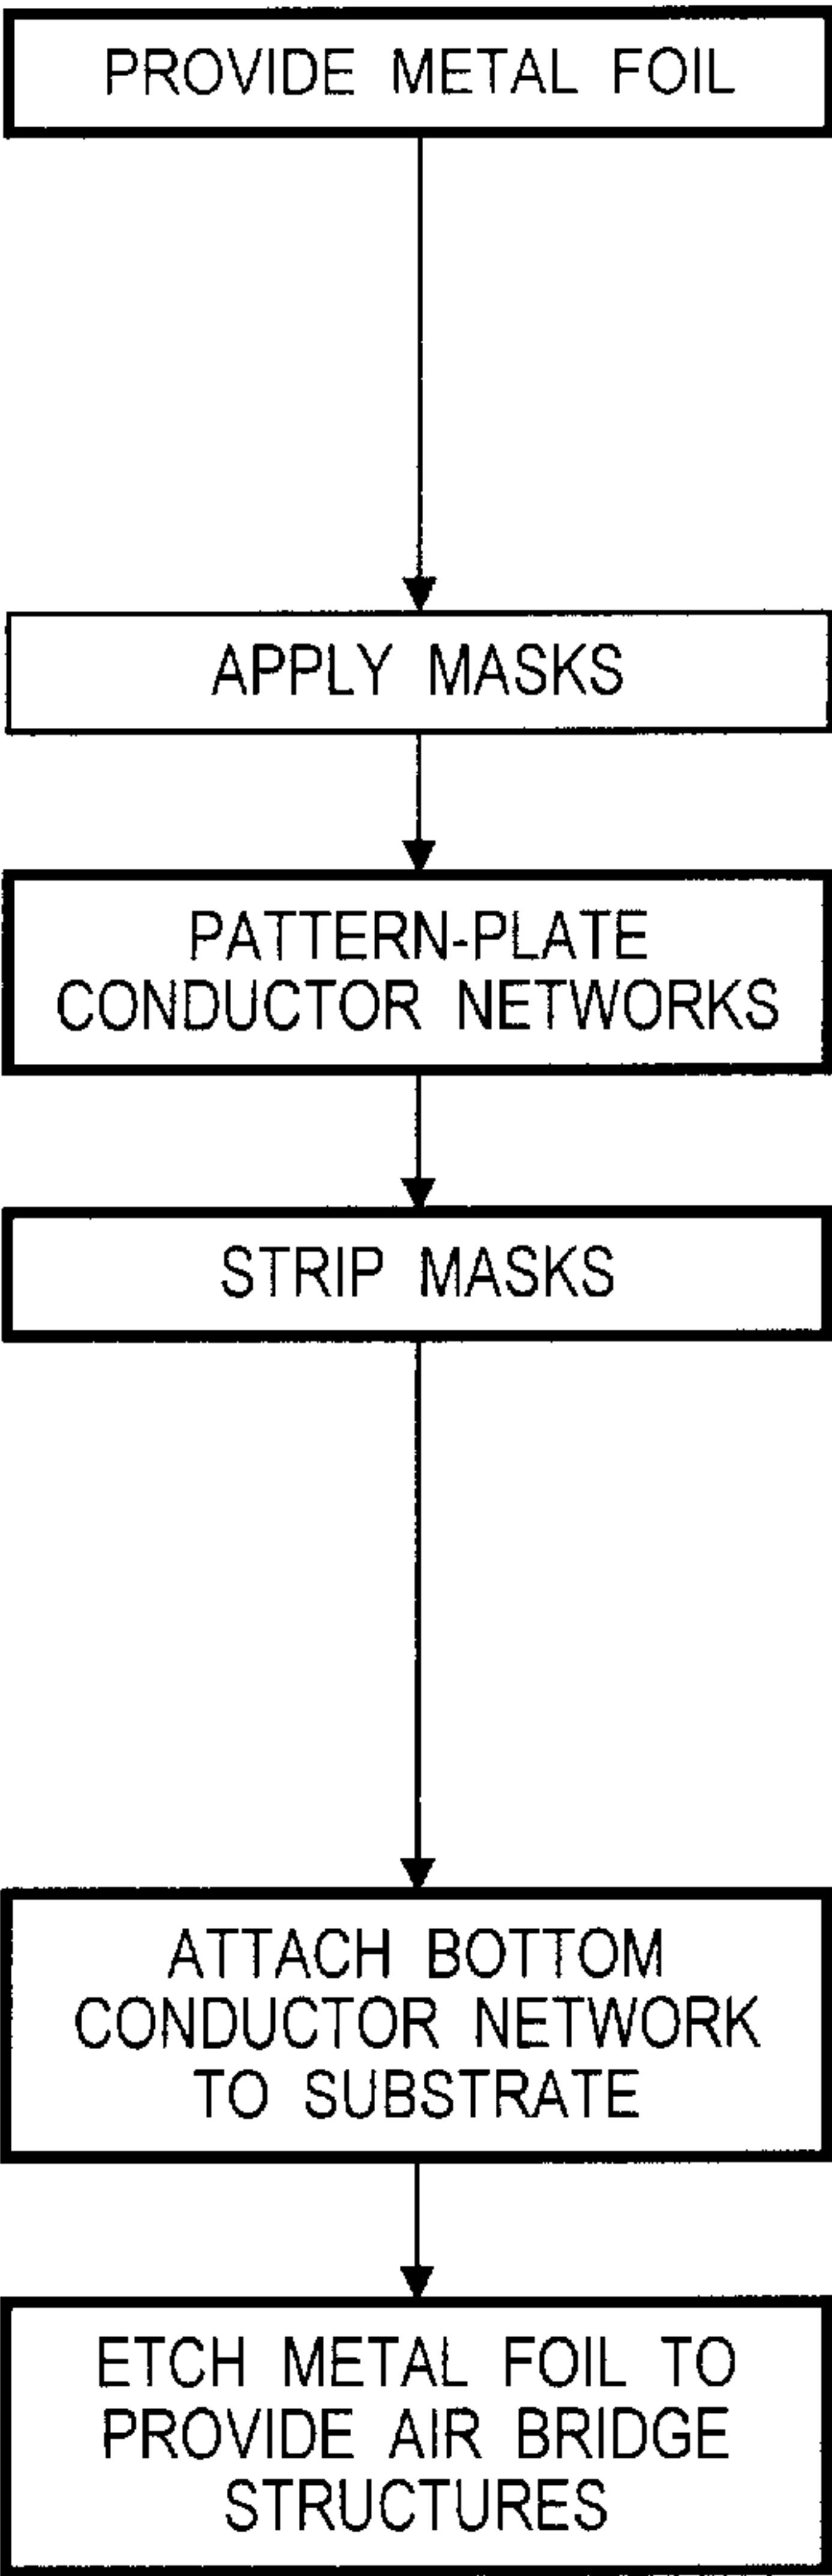 PROVIDE METAL FOIL
APPLY MASKS
PATTERN-PLATE
CONDUCTOR NETWORKS
STRIP MASKS
ATTACH BOTTOM
CONDUCTOR NETWORK
TO SUBSTRATE
ETCH METAL FOIL TO
PROVIDE AIR BRIDGE
STRUCTURES